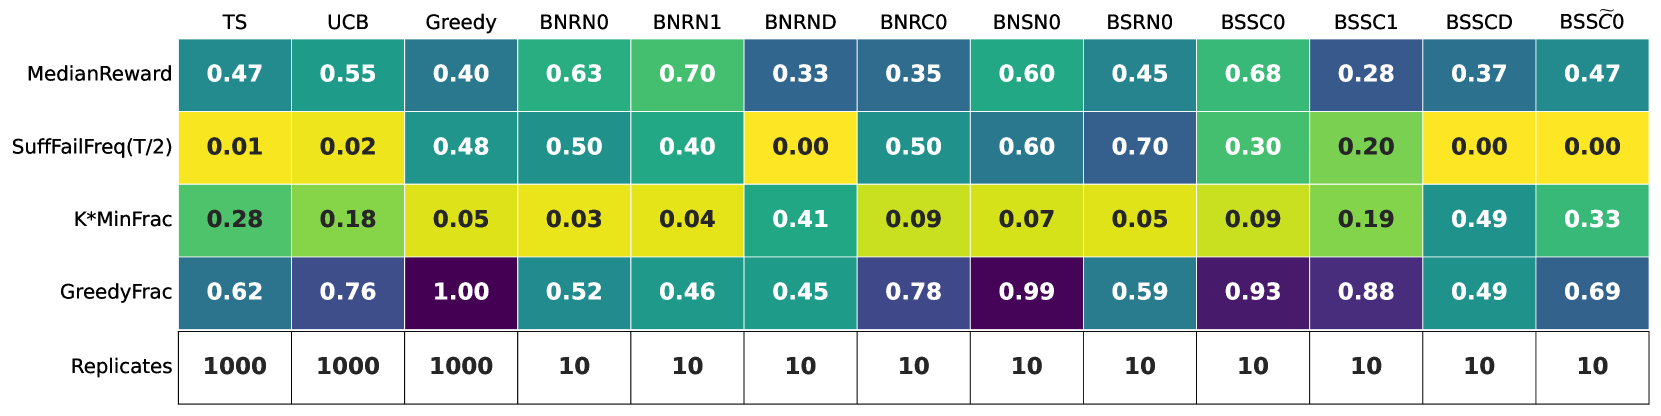 TS UCB Greedy BNRN0 BNRN1 BNRND BNRC0 BNSN0 BSRN0 BSSC0 BSSC1 BSSCD BSSC̃0
MedianReward 0.47 0.55 0.40 0.63 0.70 0.33 0.35 0.60 0.45 0.68 0.28 0.37 0.47
SuffFailFreq(T/2) 0.01 0.02 0.48 0.50 0.40 0.00 0.50 0.60 0.70 0.30 0.20 0.00 0.00
K*MinFrac 0.28 0.18 0.05 0.03 0.04 0.41 0.09 0.07 0.05 0.09 0.19 0.49 0.33
GreedyFrac 0.62 0.76 1.00 0.52 0.46 0.45 0.78 0.99 0.59 0.93 0.88 0.49 0.69
Replicates 1000 1000 1000 10 10 10 10 10 10 10 10 10 10